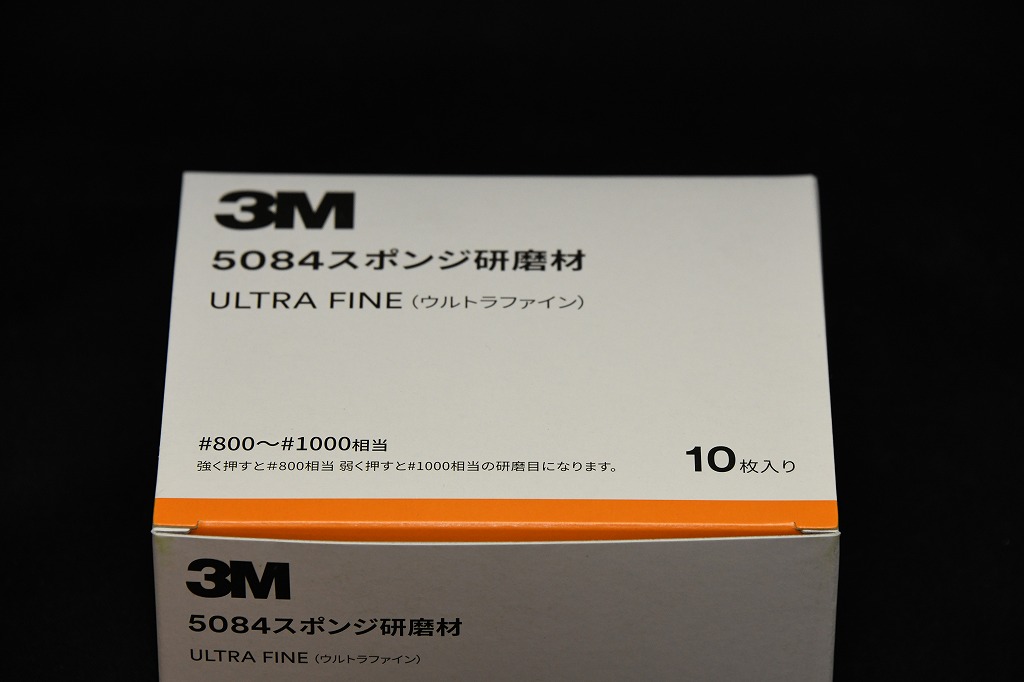 3M
5084スポンジ研磨材
ULTRA FINE（ウルトラファイン）
#800〜#1000相当
強く押すと#800相当 弱く押すと#1000相当の研磨目になります。
10枚入り
3M
5084スポンジ研磨材
ULTRA FINE（ウルトラファイン）